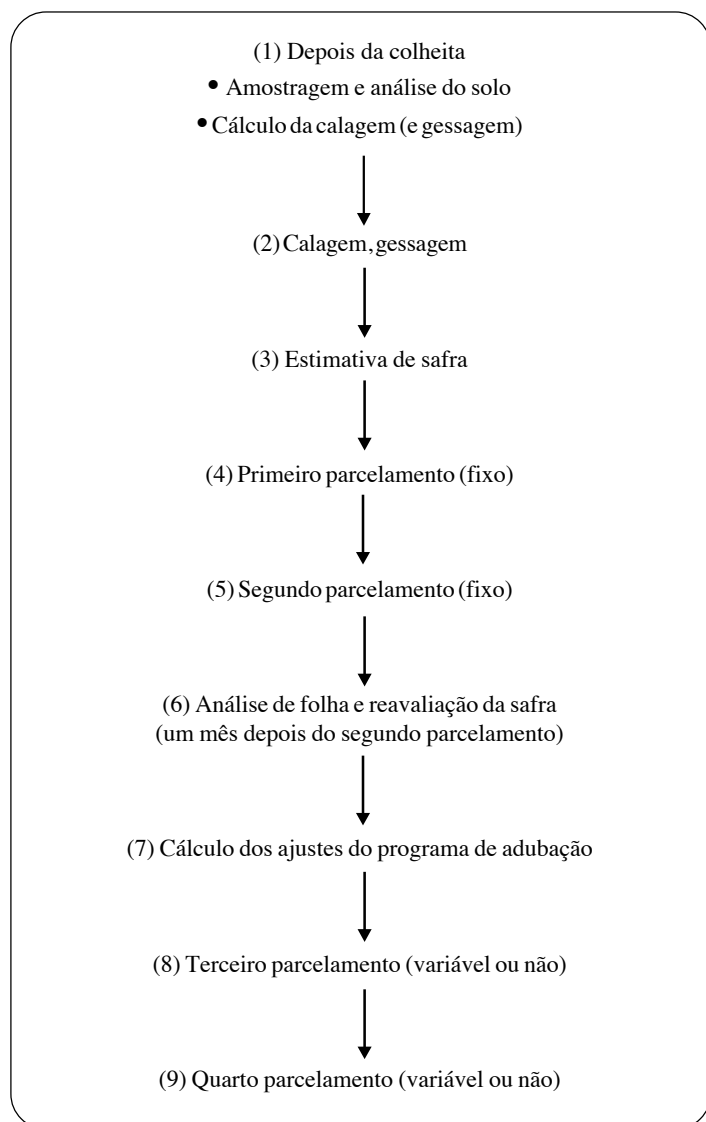 (1) Depois da colheita
• Amostragem e análise do solo
• Cálculo da calagem (e gessagem)
(2) Calagem, gessagem
(3) Estimativa de safra
(4) Primeiro parcelamento (fixo)
(5) Segundo parcelamento (fixo)
(6) Análise de folha e reavaliação da safra
(um mês depois do segundo parcelamento)
(7) Cálculo dos ajustes do programa de adubação
(8) Terceiro parcelamento (variável ou não)
(9) Quarto parcelamento (variável ou não)